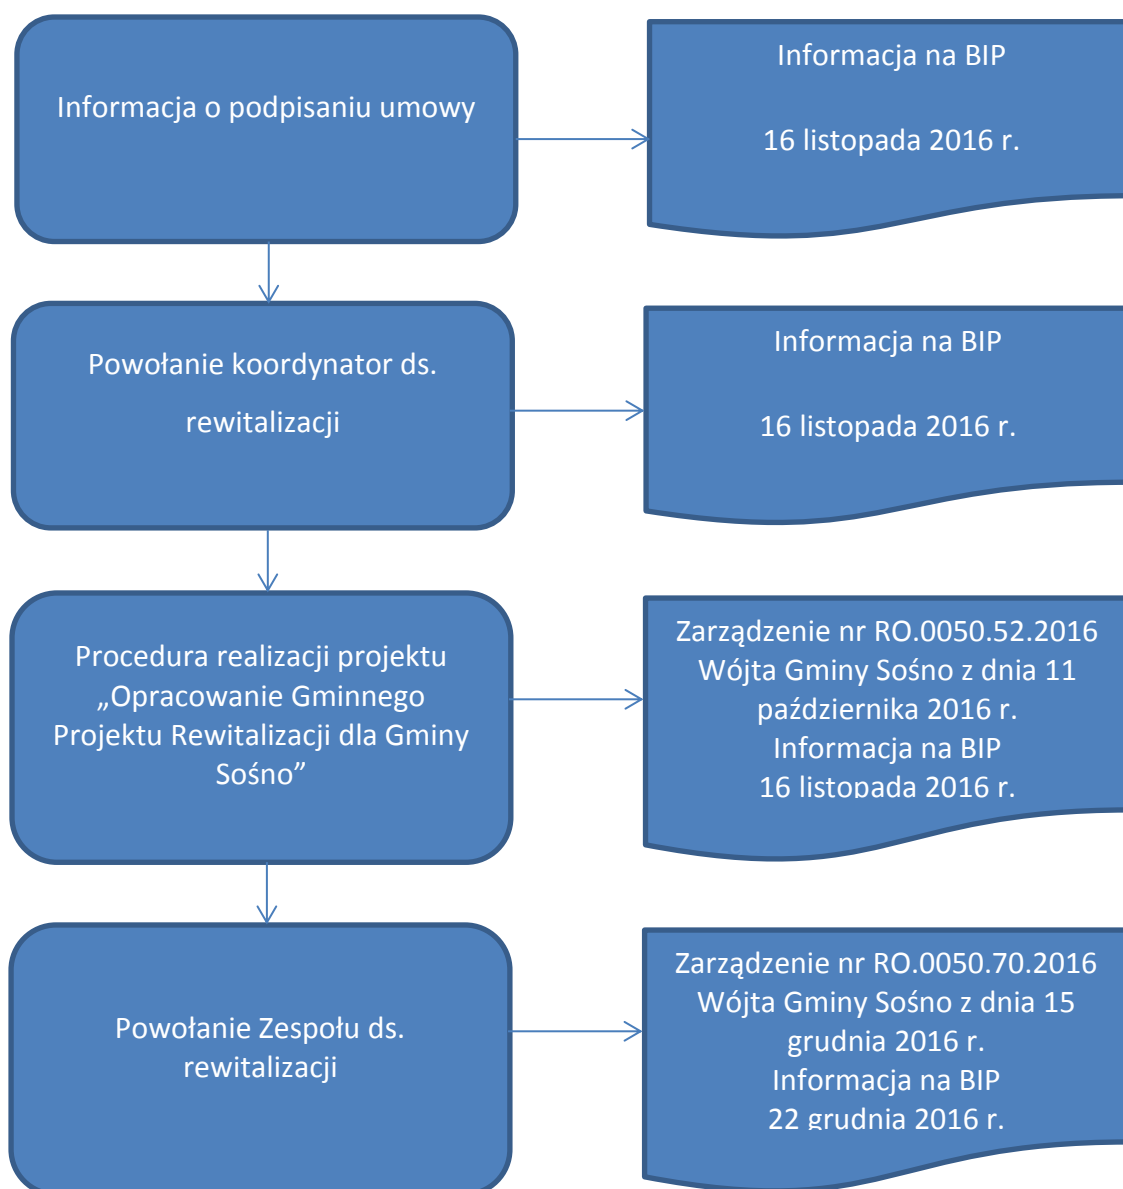 Informacja o podpisaniu umowy
Informacja na BIP
16 listopada 2016 r.
Powołanie koordynator ds.
rewitalizacji
Informacja na BIP
16 listopada 2016 r.
Procedura realizacji projektu
„Opracowanie Gminnego
Projektu Rewitalizacji dla Gminy
Sośno”
Zarządzenie nr RO.0050.52.2016
Wójta Gminy Sośno z dnia 11
października 2016 r.
Informacja na BIP
16 listopada 2016 r.
Powołanie Zespołu ds.
rewitalizacji
Zarządzenie nr RO.0050.70.2016
Wójta Gminy Sośno z dnia 15
grudnia 2016 r.
Informacja na BIP
22 grudnia 2016 r.